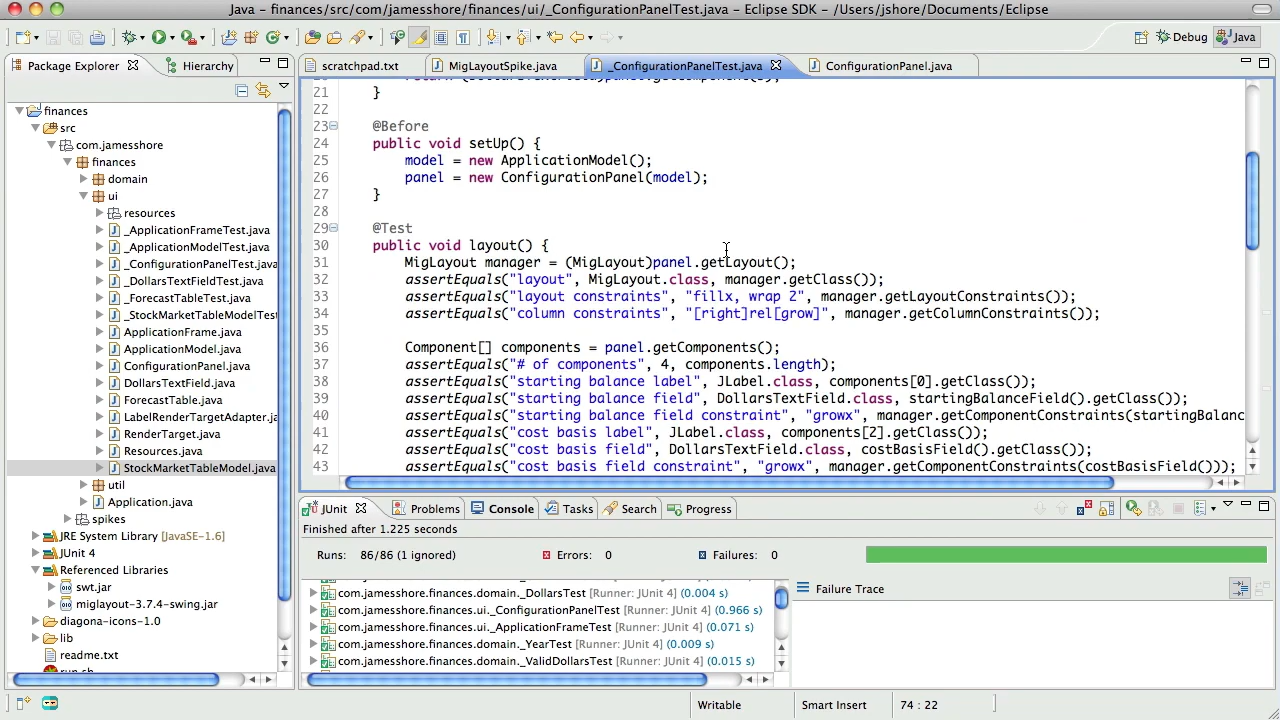 Java – finances/src/com/jamesshore/finances/ui/_ConfigurationPanelTest.java – Eclipse SDK – /Users/jshore/Documents/Eclipse
Debug
Java
Package Explorer
Hierarchy
scratchpad.txt
MigLayoutSpike.java
_ConfigurationPanelTest.java
ConfigurationPanel.java
finances
src
com.jamesshore
finances
domain
ui
resources
_ApplicationFrameTest.java
_ApplicationModelTest.java
_ConfigurationPanelTest.java
_DollarsTextFieldTest.java
_ForecastTableTest.java
_StockMarketTableModelTest
ApplicationFrame.java
ApplicationModel.java
ConfigurationPanel.java
DollarsTextField.java
ForecastTable.java
LabelRenderTargetAdapter.ja
RenderTarget.java
Resources.java
StockMarketTableModel.java
util
Application.java
spikes
JRE System Library [JavaSE-1.6]
JUnit 4
Referenced Libraries
swt.jar
miglayout-3.7.4-swing.jar
diagona-icons-1.0
lib
readme.txt
run.sh
21 }
22
23 @Before
24 public void setUp() {
25 model = new ApplicationModel();
26 panel = new ConfigurationPanel(model);
27 }
28
29 @Test
30 public void layout() {
31 MigLayout manager = (MigLayout)panel.getLayout();
32 assertEquals("layout", MigLayout.class, manager.getClass());
33 assertEquals("layout constraints", "fillx, wrap 2", manager.getLayoutConstraints());
34 assertEquals("column constraints", "[right]rel[grow]", manager.getColumnConstraints());
35
36 Component[] components = panel.getComponents();
37 assertEquals("# of components", 4, components.length);
38 assertEquals("starting balance label", JLabel.class, components[0].getClass());
39 assertEquals("starting balance field", DollarsTextField.class, startingBalanceField().getClass());
40 assertEquals("starting balance field constraint", "growx", manager.getComponentConstraints(startingBalanc
41 assertEquals("cost basis label", JLabel.class, components[2].getClass());
42 assertEquals("cost basis field", DollarsTextField.class, costBasisField().getClass());
43 assertEquals("cost basis field constraint", "growx", manager.getComponentConstraints(costBasisField()));
JUnit
Problems
Console
Tasks
Search
Progress
Finished after 1.225 seconds
Runs: 86/86 (1 ignored)
Errors: 0
Failures: 0
com.jamesshore.finances.domain._DollarsTest [Runner: JUnit 4] (0.004 s)
com.jamesshore.finances.ui._ConfigurationPanelTest [Runner: JUnit 4] (0.966 s)
com.jamesshore.finances.ui._ApplicationFrameTest [Runner: JUnit 4] (0.071 s)
com.jamesshore.finances.domain._YearTest [Runner: JUnit 4] (0.009 s)
com.jamesshore.finances.domain._ValidDollarsTest [Runner: JUnit 4] (0.015 s)
Failure Trace
Writable
Smart Insert
74 : 22